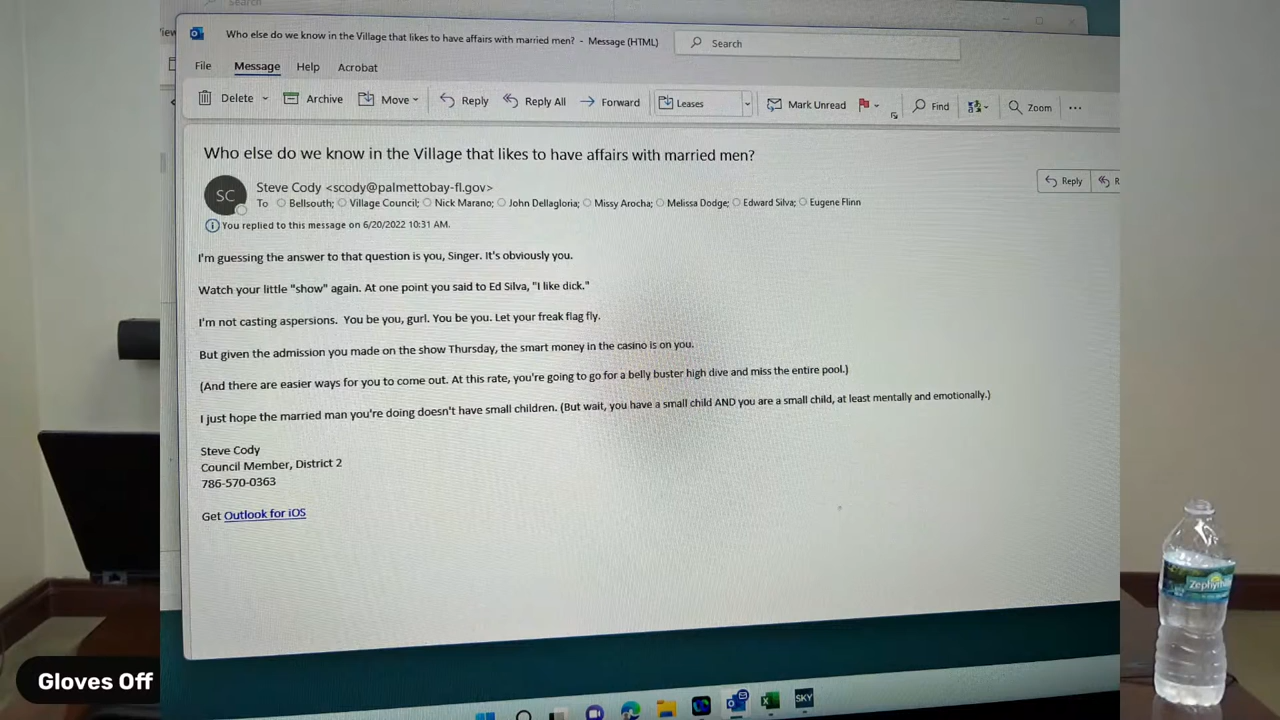 Search
Who else do we know in the Village that likes to have affairs with married men? - Message (HTML)
Search
File Message Help Acrobat
Delete Archive Move Reply Reply All Forward Leases Mark Unread Find Zoom ...
Who else do we know in the Village that likes to have affairs with married men?
SC
Steve Cody <scody@palmettobay-fl.gov>
Reply
To Bellsouth; Village Council; Nick Marano; John Dellagloria; Missy Arocha; Melissa Dodge; Edward Silva; Eugene Flinn
You replied to this message on 6/20/2022 10:31 AM.
I'm guessing the answer to that question is you, Singer. It's obviously you.
Watch your little "show" again. At one point you said to Ed Silva, "I like dick."
I'm not casting aspersions. You be you, gurl. You be you. Let your freak flag fly.
But given the admission you made on the show Thursday, the smart money in the casino is on you.
(And there are easier ways for you to come out. At this rate, you're going to go for a belly buster high dive and miss the entire pool.)
I just hope the married man you're doing doesn't have small children. (But wait, you have a small child AND you are a small child, at least mentally and emotionally.)
Steve Cody
Council Member, District 2
786-570-0363
Get Outlook for iOS
Gloves Off
SKY